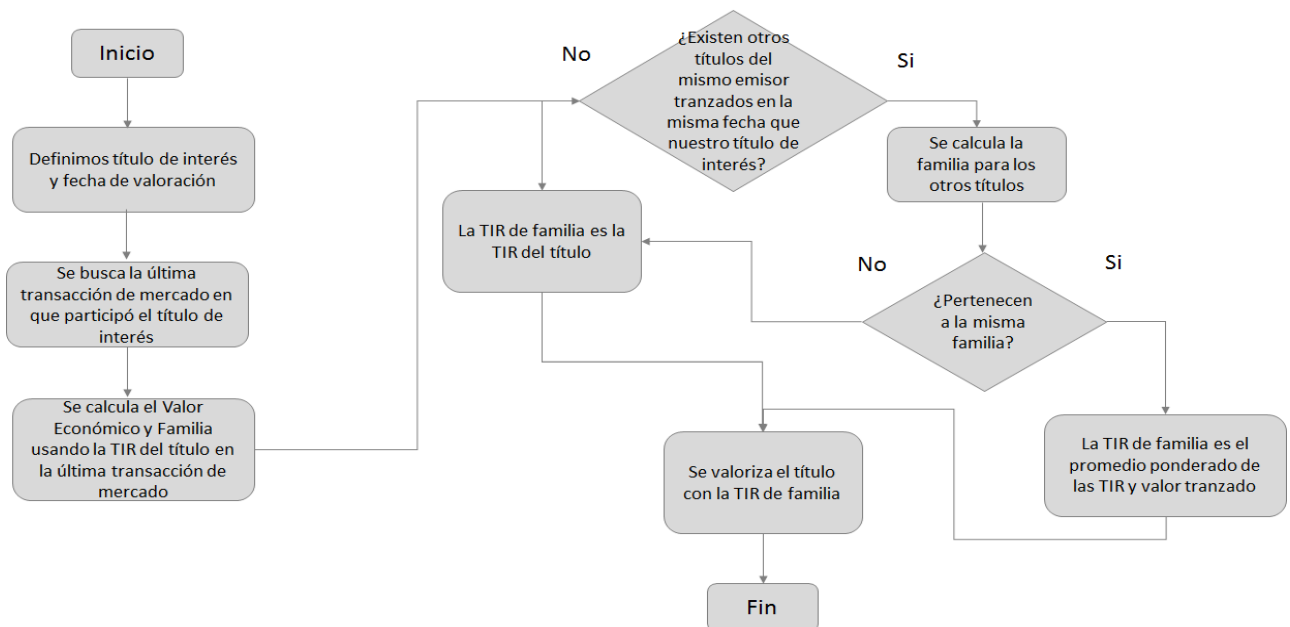 Inicio
Definimos título de interés
y fecha de valoración
Se busca la última
transacción de mercado en
que participó el título de
interés
Se calcula el Valor
Económico y Familia
usando la TIR del título en
la última transacción de
mercado
No
¿Existen otros
títulos del
mismo emisor
tranzados en la
misma fecha que
nuestro título de
interés?
Si
Se calcula la
familia para los
otros títulos
La TIR de familia es la
TIR del título
No
¿Pertenecen
a la misma
familia?
Si
La TIR de familia es el
promedio ponderado de
las TIR y valor tranzado
Se valoriza el título
con la TIR de familia
Fin